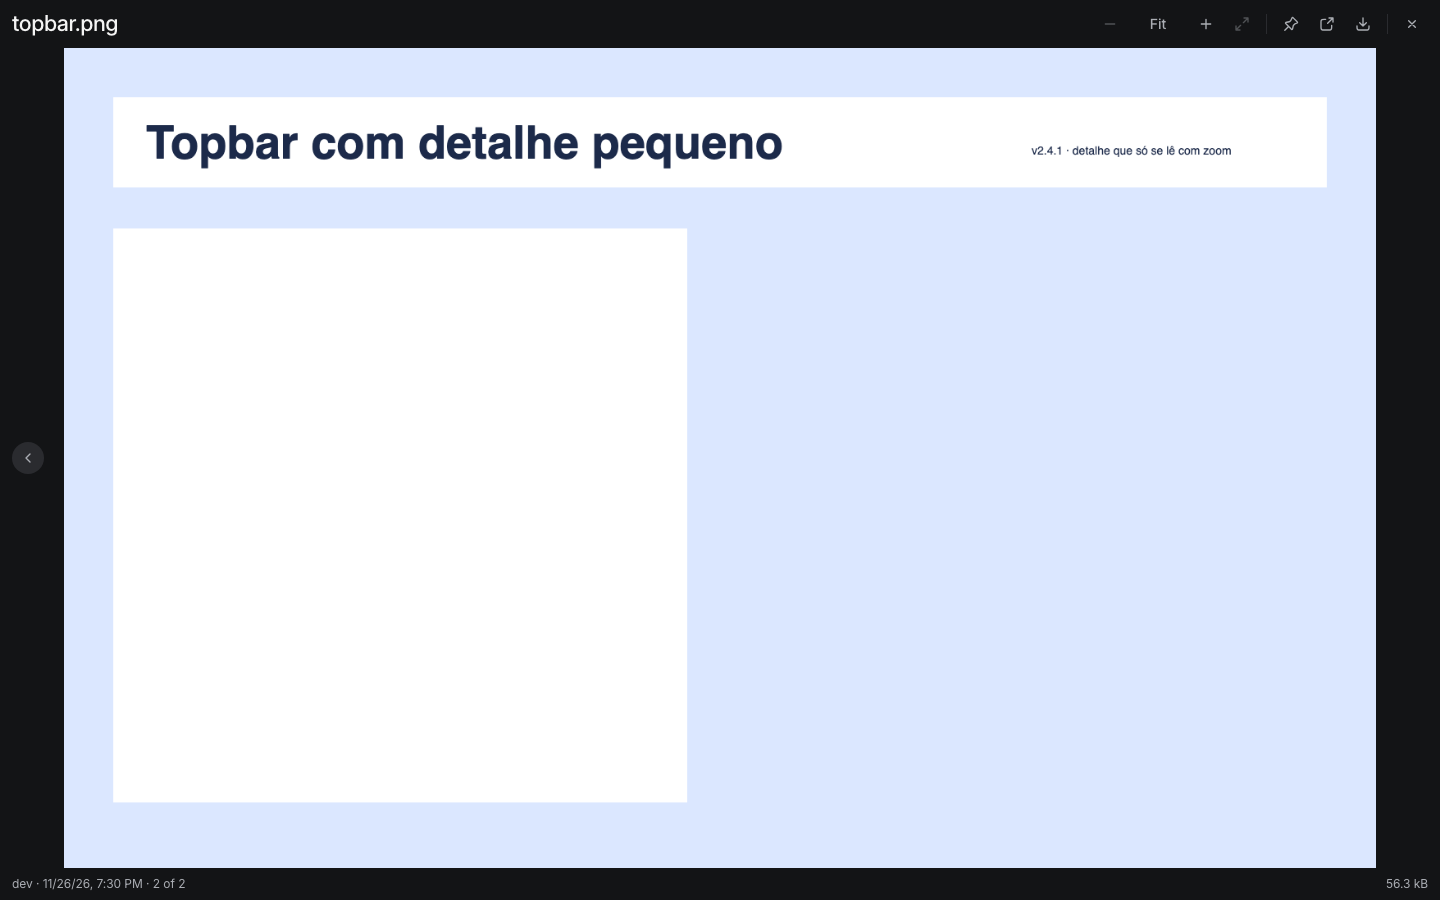 topbar.png
Fit
Topbar com detalhe pequeno
v2.4.1 · detalhe que só se lê com zoom
dev · 11/26/26, 7:30 PM · 2 of 2
56.3 kB